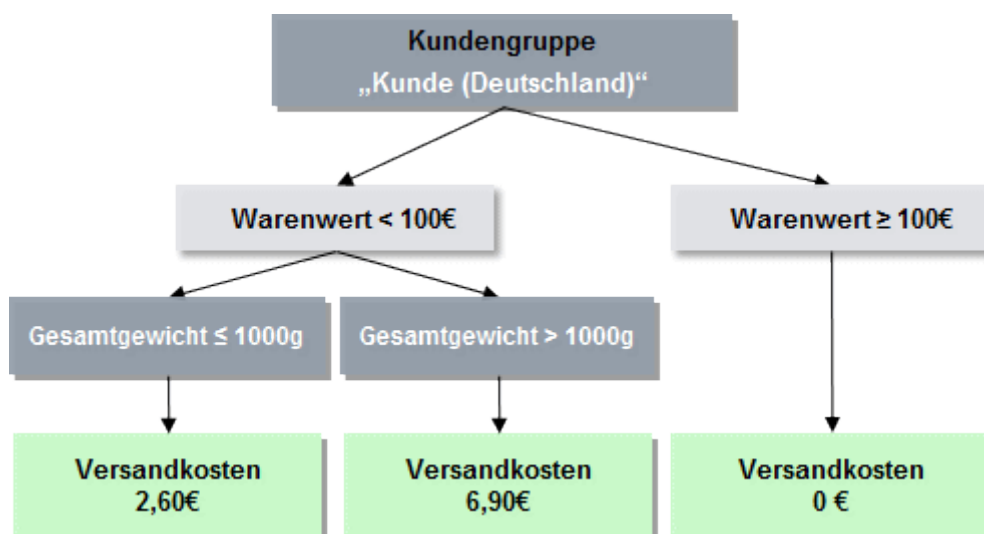 Kundengruppe
„Kunde (Deutschland)“
Warenwert < 100€
Warenwert ≥ 100€
Gesamtgewicht ≤ 1000g
Gesamtgewicht > 1000g
Versandkosten
2,60€
Versandkosten
6,90€
Versandkosten
0 €